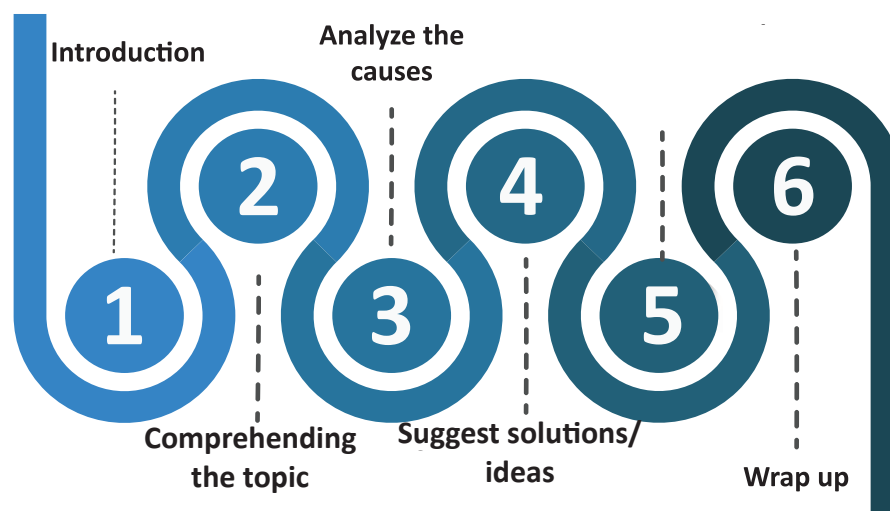 Introduction
Analyze the
causes
1
2
3
4
5
6
Comprehending
the topic
Suggest solutions/
ideas
Wrap up